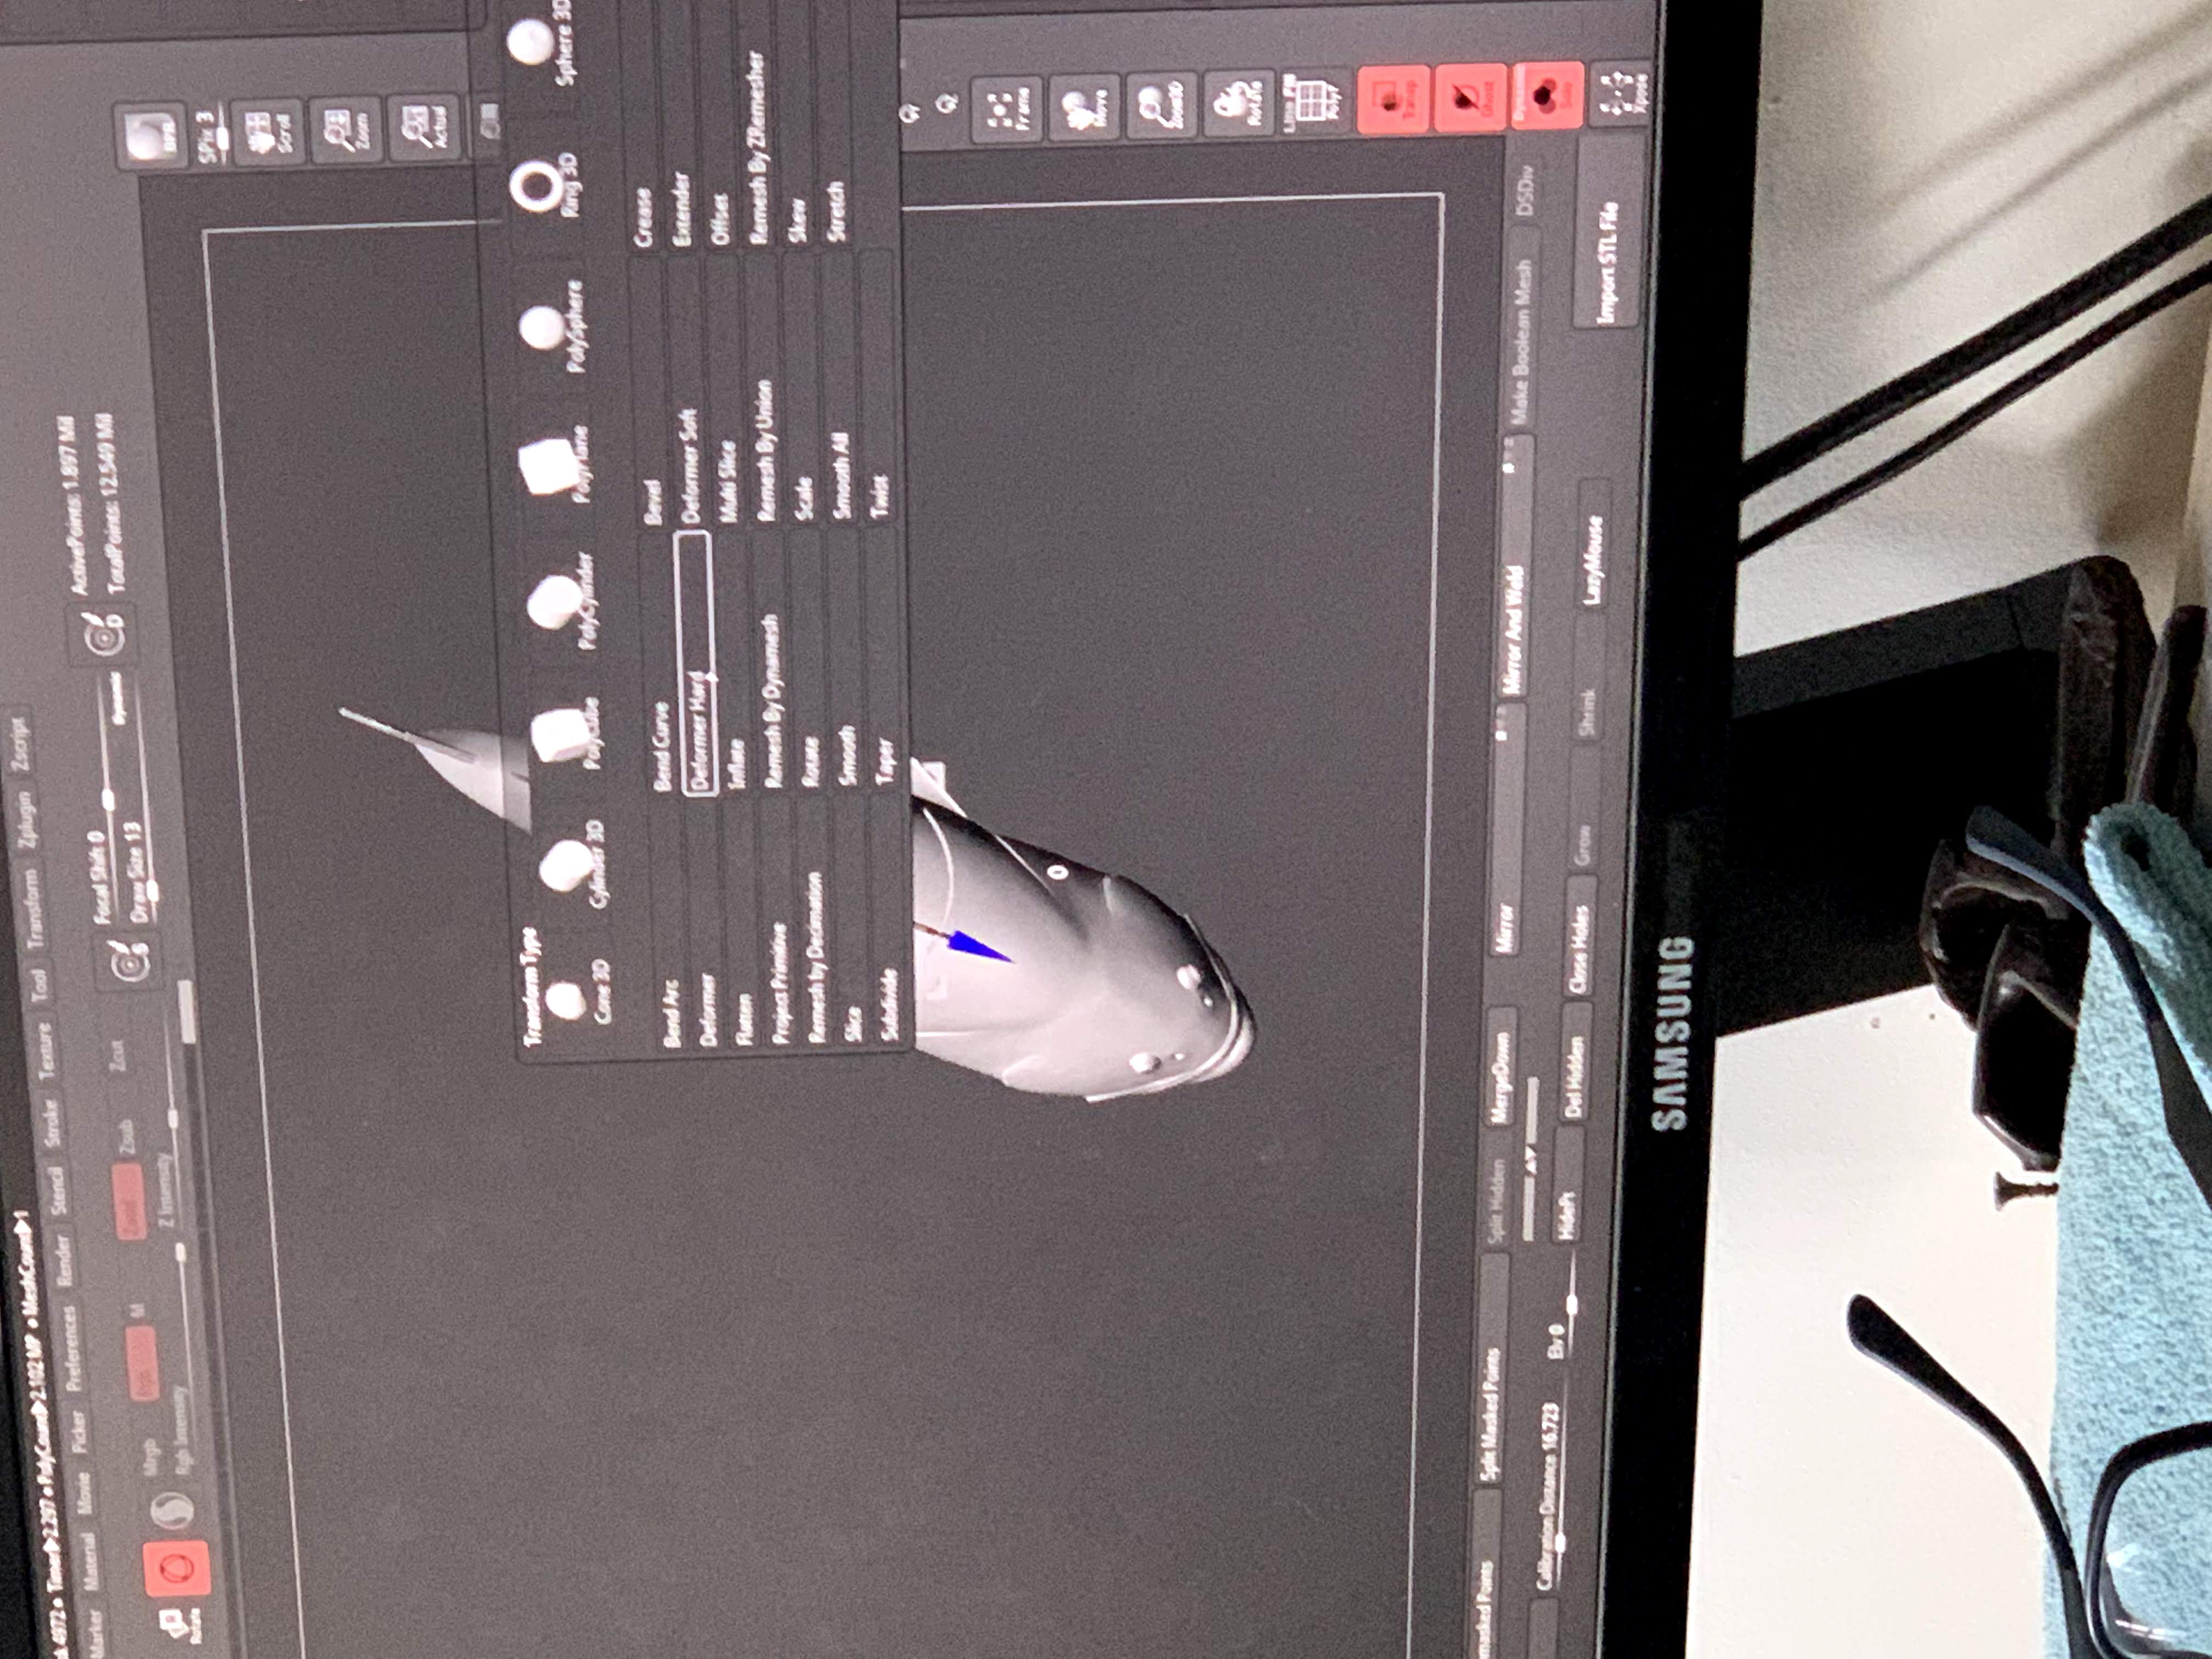 4972 ● Timer▶2.297 ● PolyCount▶2.102 MP ● MeshCount▶1
Marker Material Movie Picker Preferences Render Stencil Stroke Texture Tool Transform Zplugin Zscript
Rotate
Mrgb M Zsub Zcut
Rgb Intensity Z Intensity
S
Focal Shift 0
Draw Size 13 Dynamic
D
ActivePoints: 1.897 Mil
TotalPoints: 12.549 Mil
BPR
SPix 3
Scroll
Zoom
Actual
Transform Type
Cone 3D Cylinder 3D PolyCube PolyCylinder PolyPlane PolySphere Ring 3D Sphere 3D
Bend Arc Bend Curve Bevel Crease
Deformer Deformer Hard Deformer Soft Extender
Flatten Inflate Multi Slice Offset
Project Primitive Remesh By Dynamesh Remesh By Union Remesh By ZRemesher
Remesh by Decimation Rotate Scale Skew
Slice Smooth Smooth All Stretch
Subdivide Taper Twist
Frame
Move
Zoom3D
Rotate
PolyF
Transp
Ghost
Dynamic
Solo
Xpose
masked Points Split Masked Points Split Hidden MergeDown Mirror Mirror And Weld Make Boolean Mesh DSDiv
Calibration Distance 16.723 Elv 0 HidePt Del Hidden Close Holes Grow Shrink LazyMouse Import STL File
SAMSUNG